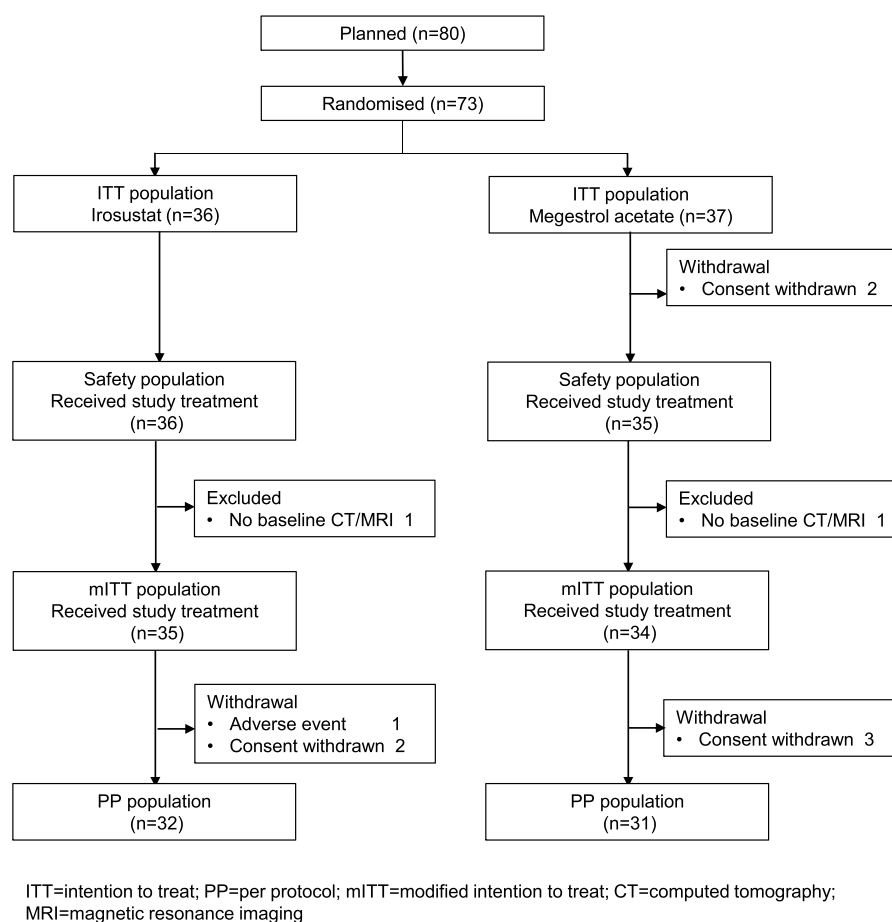 Planned (n=80)
Randomised (n=73)
ITT population
Irosustat (n=36)
ITT population
Megestrol acetate (n=37)
Withdrawal
• Consent withdrawn 2
Safety population
Received study treatment
(n=36)
Safety population
Received study treatment
(n=35)
Excluded
• No baseline CT/MRI 1
Excluded
• No baseline CT/MRI 1
mITT population
Received study treatment
(n=35)
mITT population
Received study treatment
(n=34)
Withdrawal
• Adverse event 1
• Consent withdrawn 2
Withdrawal
• Consent withdrawn 3
PP population
(n=32)
PP population
(n=31)
ITT=intention to treat; PP=per protocol; mITT=modified intention to treat; CT=computed tomography;
MRI=magnetic resonance imaging